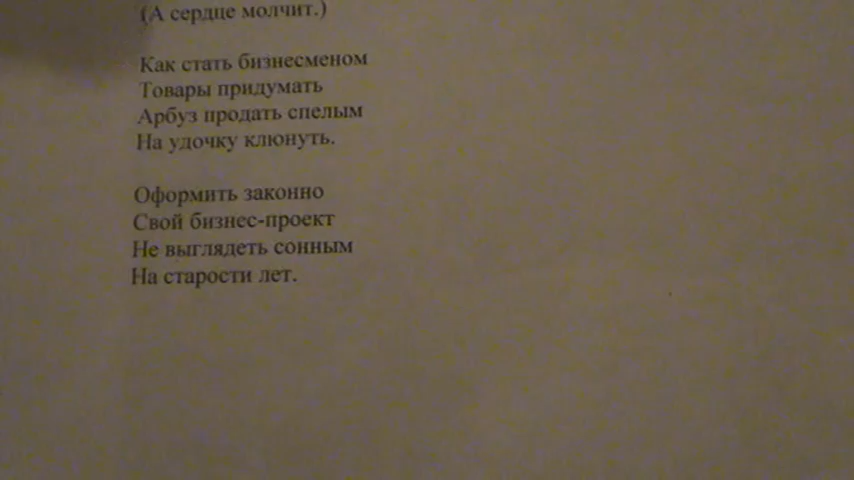 (А сердце молчит.)
Как стать бизнесменом
Товары придумать
Арбуз продать спелым
На удочку клюнуть.
Оформить законно
Свой бизнес-проект
Не выглядеть сонным
На старости лет.